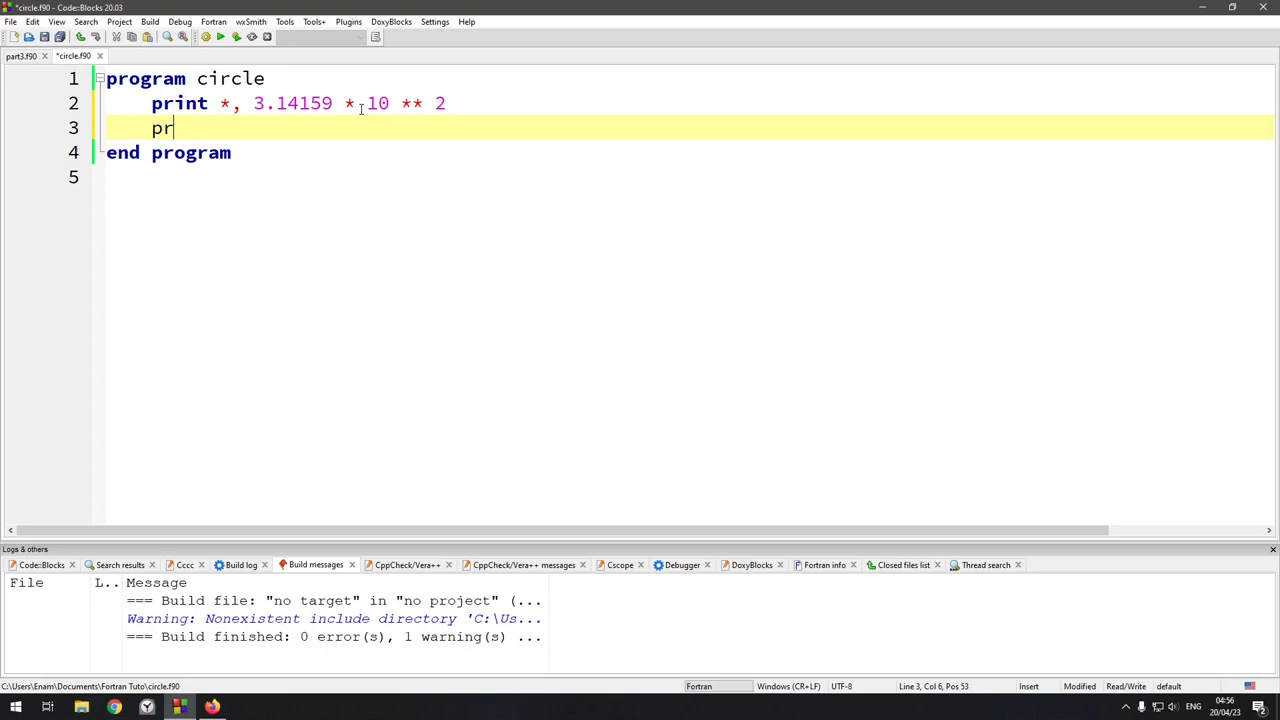 *circle.f90 - Code::Blocks 20.03
File Edit View Search Project Build Debug Fortran wxSmith Tools Tools+ Plugins DoxyBlocks Settings Help
part3.f90 *circle.f90
1 program circle
2 print *, 3.14159 * 10 ** 2
3 pr
4 end program
5
Logs & others
Code::Blocks Search results Cccc Build log Build messages CppCheck/Vera++ CppCheck/Vera++ messages Cscope Debugger DoxyBlocks Fortran info Closed files list Thread search
File L.. Message
=== Build file: "no target" in "no project" (...
Warning: Nonexistent include directory 'C:\Us...
=== Build finished: 0 error(s), 1 warning(s) ...
C:\Users\Enam\Documents\Fortran Tuto\circle.f90 Fortran Windows (CR+LF) UTF-8 Line 3, Col 6, Pos 53 Insert Modified Read/Write default
ENG 04:56
20/04/23 2